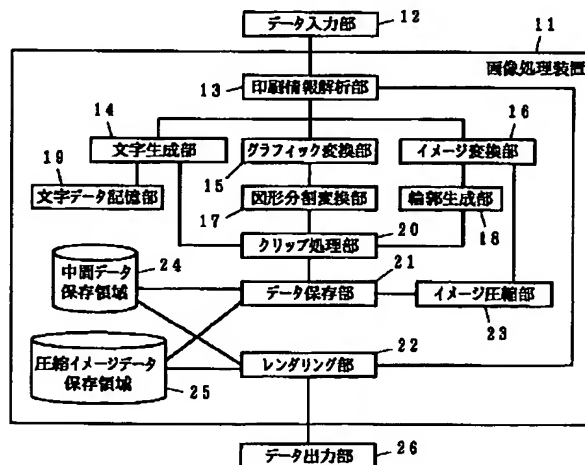 データ入力部 12
11
画像処理装置
印刷情報解析部
13
14
16
文字生成部
グラフィック変換部
イメージ変換部
19
15
文字データ記憶部
図形分割変換部
輪郭生成部
17
18
クリップ処理部
20
中間データ
保存領域
24
21
データ保存部
イメージ圧縮部
23
圧縮イメージデータ
保存領域
25
レンダリング部
22
データ出力部
26